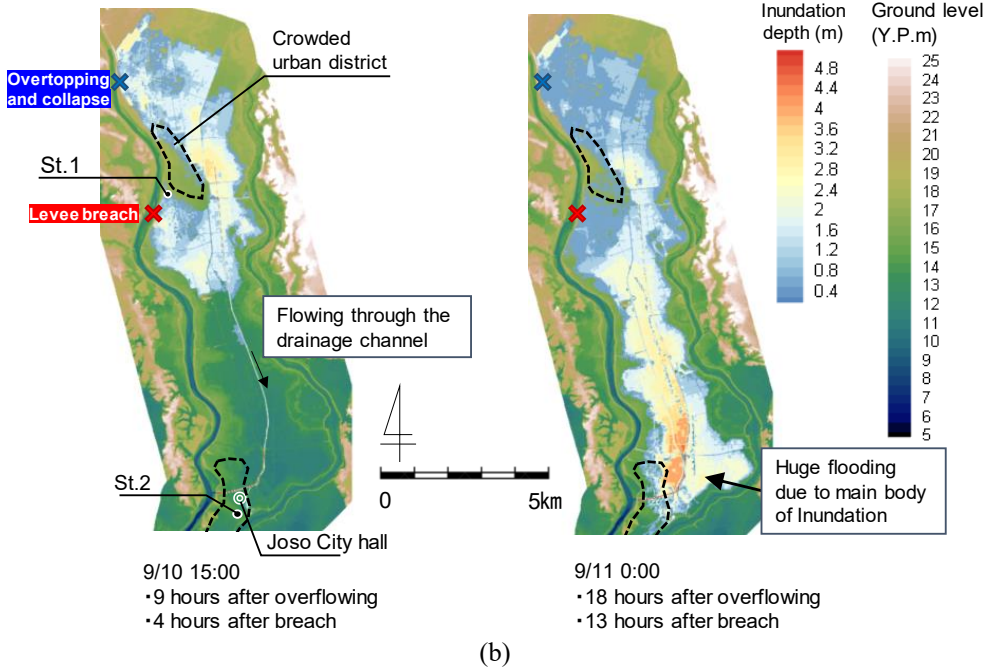 Crowded
urban district
Overtopping
and collapse
St.1
Levee breach
Flowing through the
drainage channel
St.2
Joso City hall
0 5km
9/10 15:00
・9 hours after overflowing
・4 hours after breach
Inundation
depth (m)
4.8
4.4
3.6
3.2
2.8
2.4
2
1.6
1.2
0.8
0.4
Ground level
(Y.P.m)
25
24
23
22
21
20
19
18
17
16
15
14
13
12
11
10
9
8
7
6
5
Huge flooding
due to main body
of Inundation
9/11 0:00
・18 hours after overflowing
・13 hours after breach
(b)